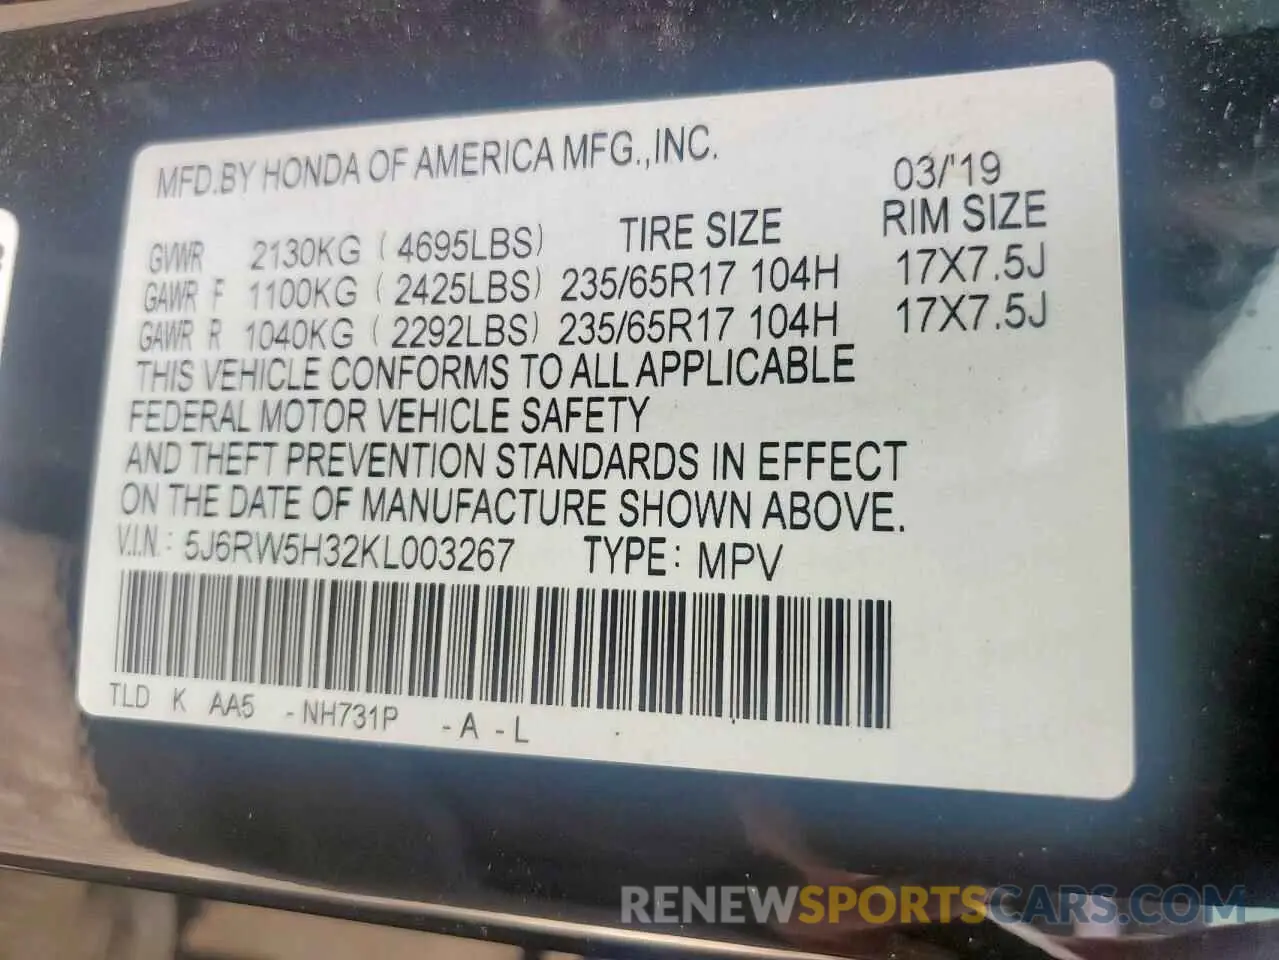 MFD.BY HONDA OF AMERICA MFG.,INC.
03/'19
TIRE SIZE RIM SIZE
GVWR 2130KG ( 4695LBS)
GAWR F 1100KG ( 2425LBS) 235/65R17 104H 17X7.5J
GAWR R 1040KG ( 2292LBS) 235/65R17 104H 17X7.5J
THIS VEHICLE CONFORMS TO ALL APPLICABLE
FEDERAL MOTOR VEHICLE SAFETY
AND THEFT PREVENTION STANDARDS IN EFFECT
ON THE DATE OF MANUFACTURE SHOWN ABOVE.
V.I.N.: 5J6RW5H32KL003267 TYPE: MPV
TLD K AA5 -NH731P -A-L
RENEWSPORTSCARS.COM